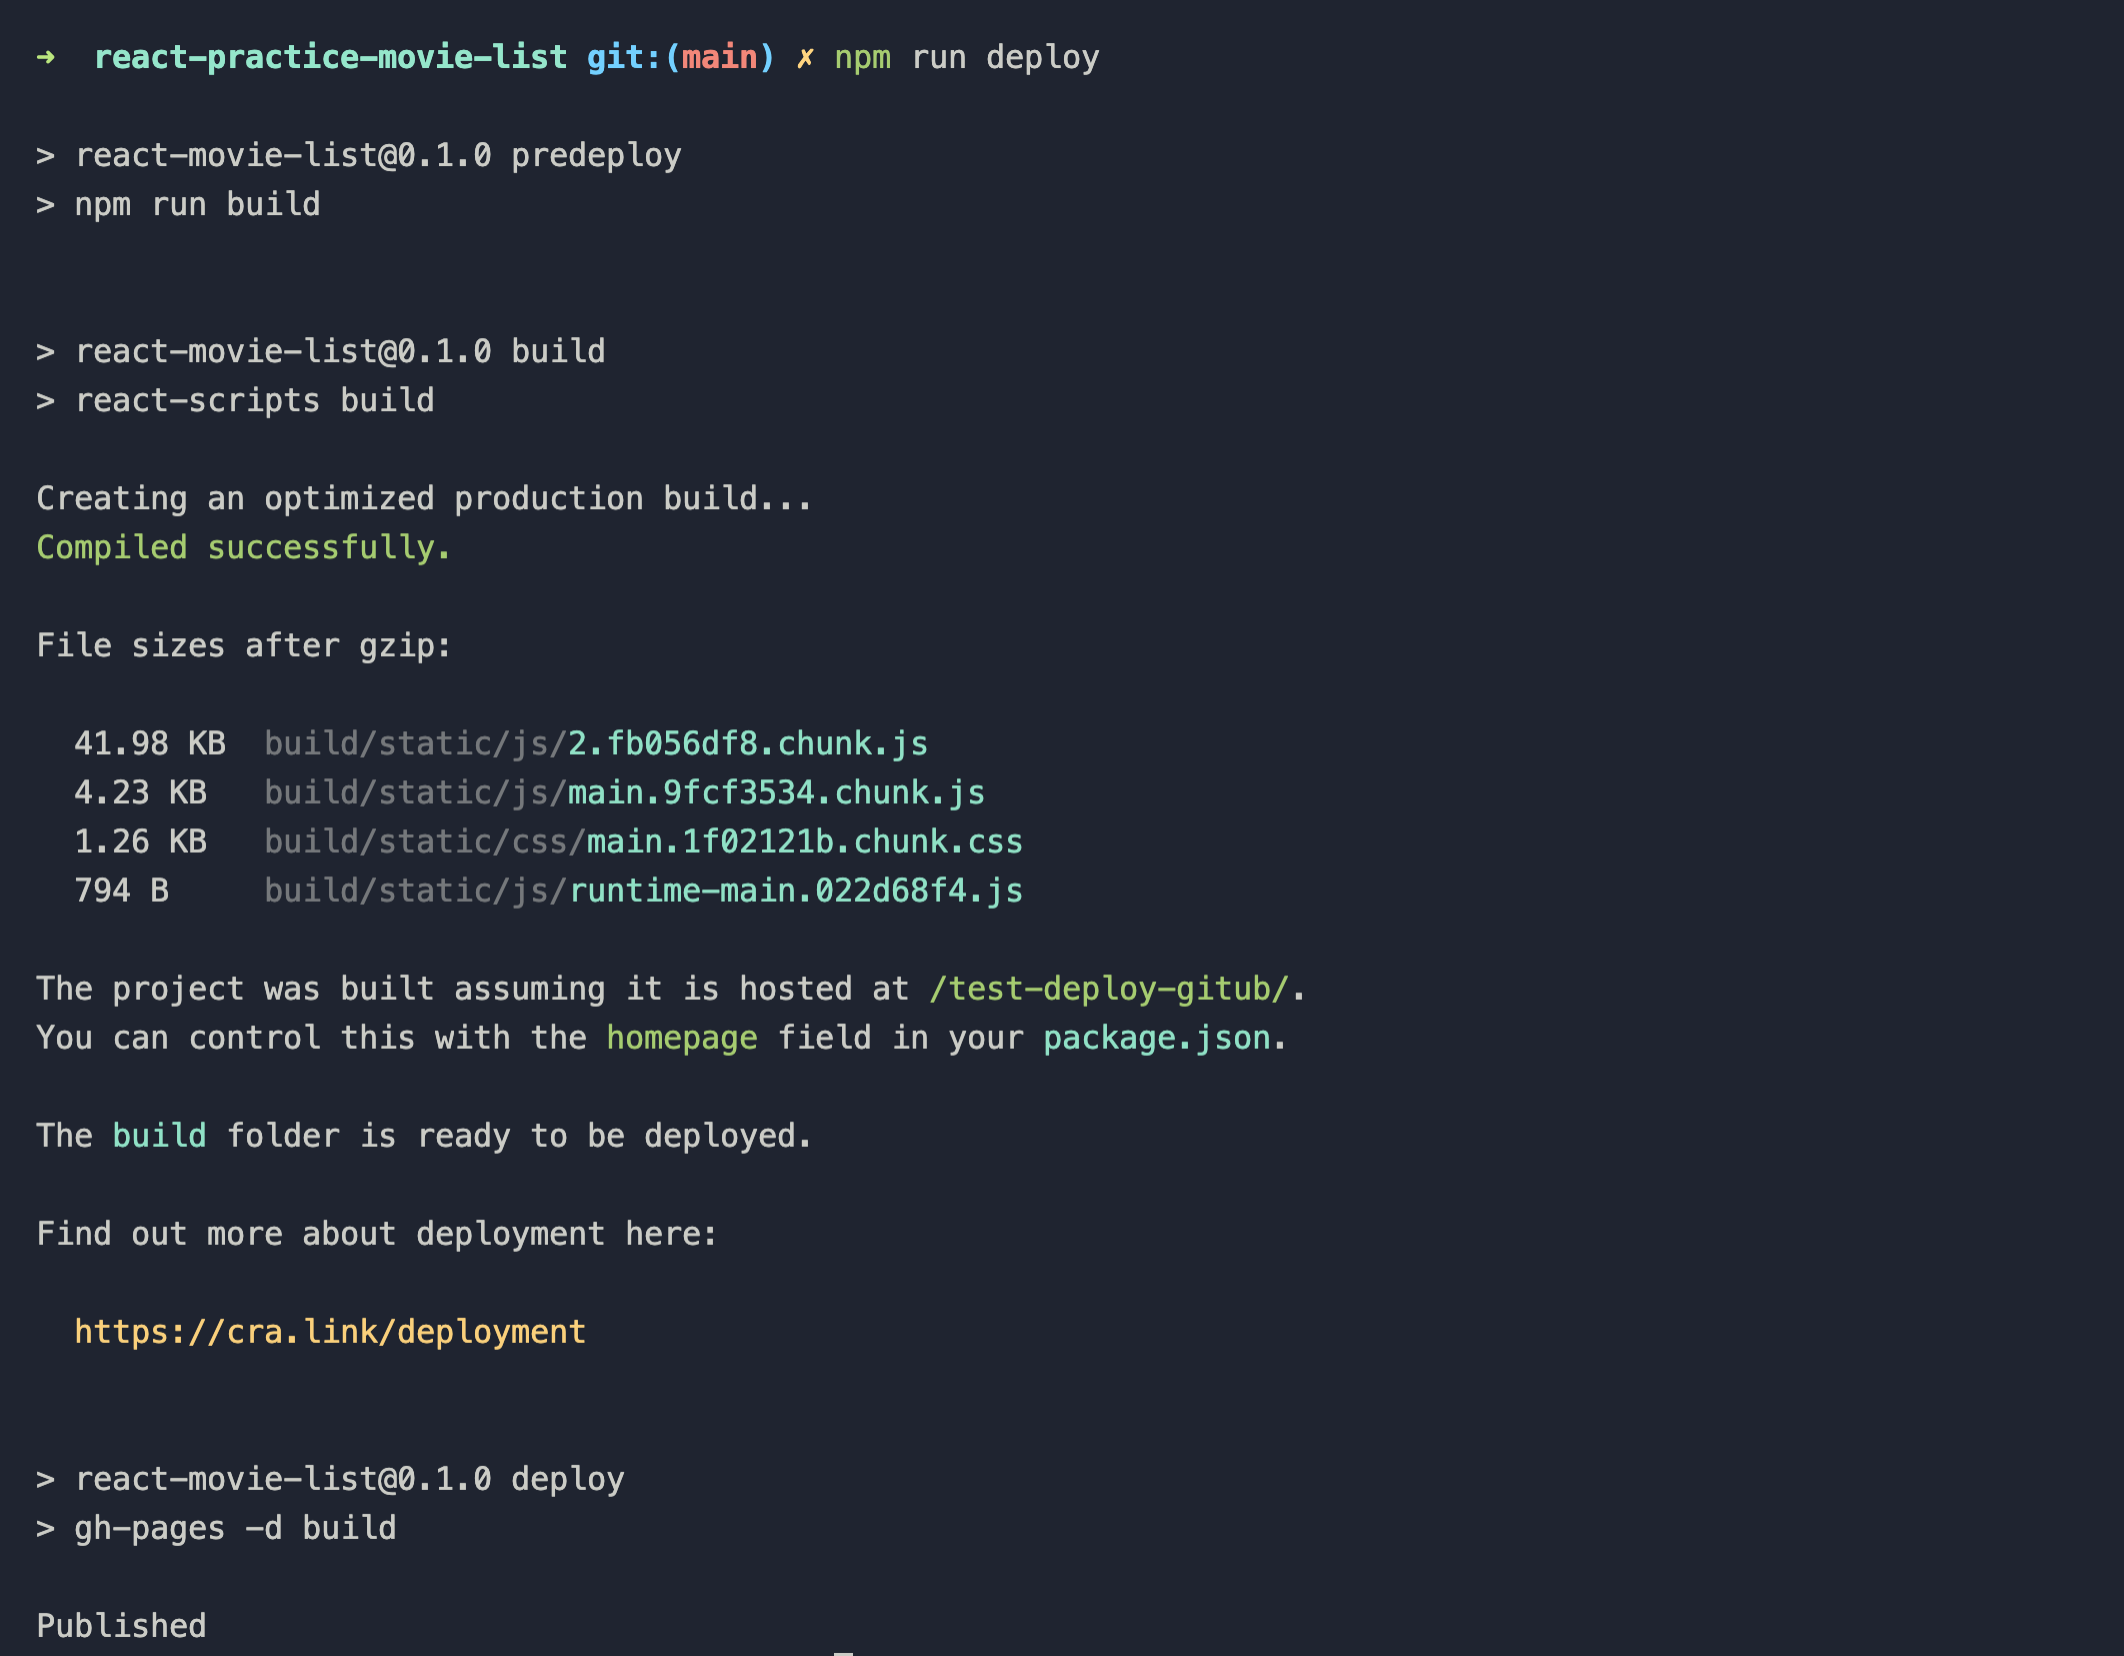 ➜  react-practice-movie-list git:(main) ✗ npm run deploy
> react-movie-list@0.1.0 predeploy
> npm run build
> react-movie-list@0.1.0 build
> react-scripts build
Creating an optimized production build...
Compiled successfully.
File sizes after gzip:
41.98 KB  build/static/js/2.fb056df8.chunk.js
4.23 KB   build/static/js/main.9fcf3534.chunk.js
1.26 KB   build/static/css/main.1f02121b.chunk.css
794 B     build/static/js/runtime-main.022d68f4.js
The project was built assuming it is hosted at /test-deploy-gitub/.
You can control this with the homepage field in your package.json.
The build folder is ready to be deployed.
Find out more about deployment here:
https://cra.link/deployment
> react-movie-list@0.1.0 deploy
> gh-pages -d build
Published